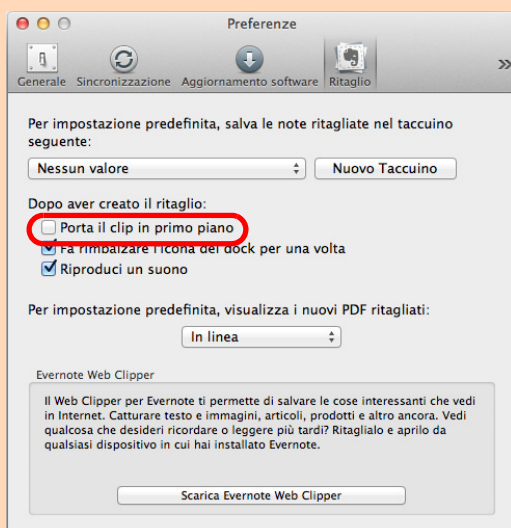 Preferenze
Generale Sincronizzazione Aggiornamento software Ritaglio
Per impostazione predefinita, salva le note ritagliate nel taccuino
seguente:
Nessun valore Nuovo Taccuino
Dopo aver creato il ritaglio:
Porta il clip in primo piano
Fa rimbalzare l'icona del dock per una volta
Riproduci un suono
Per impostazione predefinita, visualizza i nuovi PDF ritagliati:
In linea
Evernote Web Clipper
Il Web Clipper per Evernote ti permette di salvare le cose interessanti che vedi
in Internet. Catturare testo e immagini, articoli, prodotti e altro ancora. Vedi
qualcosa che desideri ricordare o leggere più tardi? Ritaglialo e aprilo da
qualsiasi dispositivo in cui hai installato Evernote.
Scarica Evernote Web Clipper